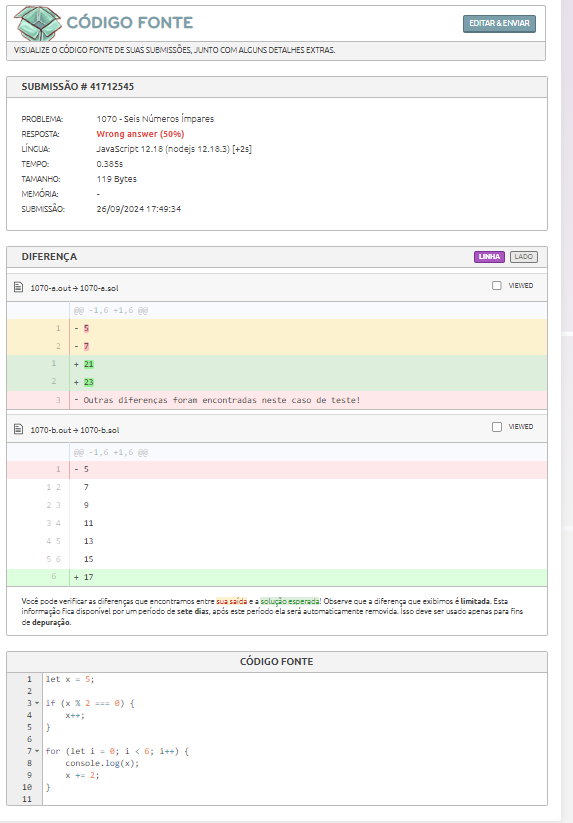 CÓDIGO FONTE
EDITAR & ENVIAR
VISUALIZE O CÓDIGO FONTE DE SUAS SUBMISSÕES, JUNTO COM ALGUNS DETALHES EXTRAS.
SUBMISSÃO # 41712545
PROBLEMA: 1070 - Seis Números Ímpares
RESPOSTA: Wrong answer (50%)
LÍNGUA: JavaScript 12.18 (nodejs 12.18.3) [+2s]
TEMPO: 0.385s
TAMANHO: 119 Bytes
MEMÓRIA: -
SUBMISSÃO: 26/09/2024 17:49:34
DIFERENÇA
LINHA LADO
1070-a.out → 1070-a.sol VIEWED
@@ -1,6 +1,6 @@
1 - 5
2 - 7
1 + 21
2 + 23
3 - Outras diferenças foram encontradas neste caso de teste!
1070-b.out → 1070-b.sol VIEWED
@@ -1,6 +1,6 @@
1 - 5
1 2 7
2 3 9
3 4 11
4 5 13
5 6 15
6 + 17
Você pode verificar as diferenças que encontramos entre sua saída e a solução esperada! Observe que a diferença que exibimos é limitada. Esta
informação fica disponível por um período de sete dias, após este período ela será automaticamente removida. Isso deve ser usado apenas para fins
de depuração.
CÓDIGO FONTE
1 let x = 5;
2
3 if (x % 2 === 0) {
4 x++;
5 }
6
7 for (let i = 0; i < 6; i++) {
8 console.log(x);
9 x += 2;
10 }
11